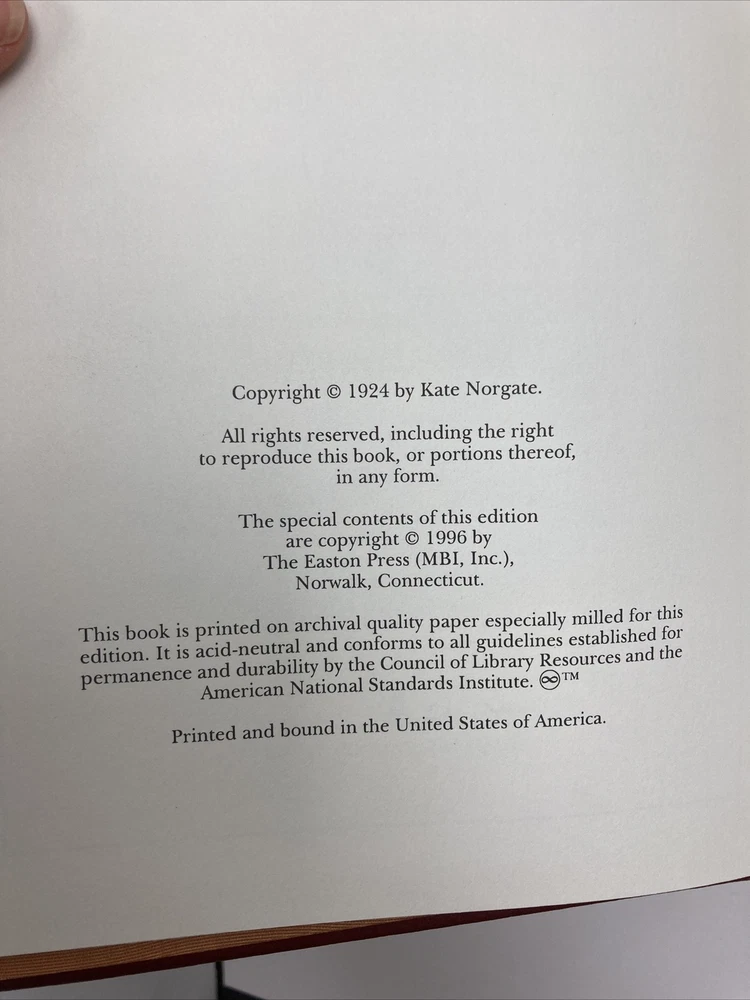 Copyright © 1924 by Kate Norgate.
All rights reserved, including the right
to reproduce this book, or portions thereof,
in any form.
The special contents of this edition
are copyright © 1996 by
The Easton Press (MBI, Inc.),
Norwalk, Connecticut.
This book is printed on archival quality paper especially milled for this
edition. It is acid-neutral and conforms to all guidelines established for
permanence and durability by the Council of Library Resources and the
American National Standards Institute. ♾™
Printed and bound in the United States of America.